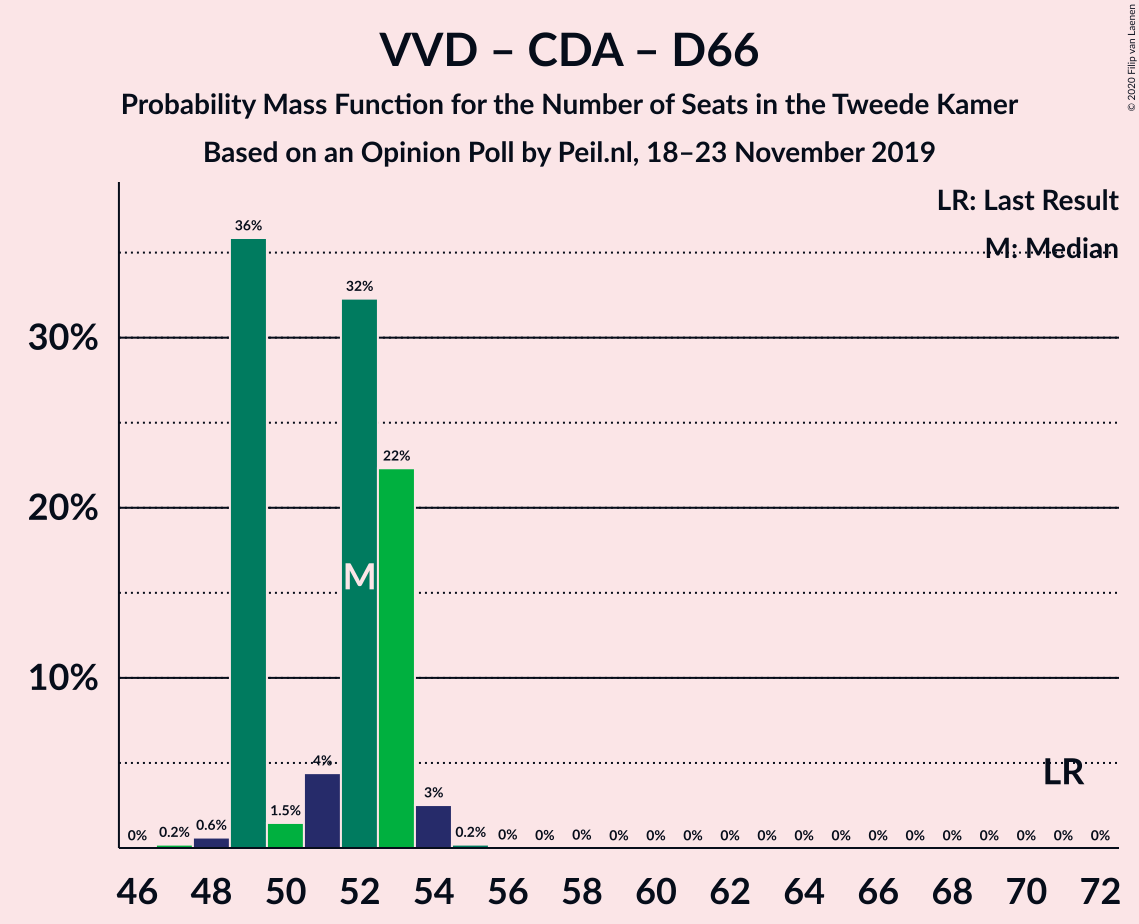 VVD – CDA – D66
Probability Mass Function for the Number of Seats in the Tweede Kamer
Based on an Opinion Poll by Peil.nl, 18–23 November 2019
© 2020 Filip van Laenen
LR: Last Result
M: Median
30%
20%
10%
0% 0.2% 0.6% 36% 1.5% 4% 32% 22% 3% 0.2% 0% 0% 0% 0% 0% 0% 0% 0% 0% 0% 0% 0% 0% 0% 0% 0% 0%
M
LR
46 48 50 52 54 56 58 60 62 64 66 68 70 72